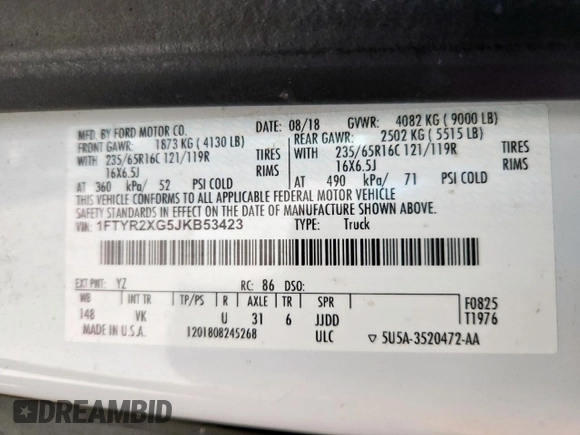 MFD. BY FORD MOTOR CO.
DATE: 08/18 GVWR: 4082 KG ( 9000 LB)
FRONT GAWR: 1873 KG ( 4130 LB)
REAR GAWR: 2502 KG ( 5515 LB)
WITH 235/65R16C 121/119R TIRES
WITH 235/65R16C 121/119R TIRES
16X6.5J RIMS
16X6.5J RIMS
AT 360 kPa/ 52 PSI COLD
AT 490 kPa/ 71 PSI COLD
THIS VEHICLE CONFORMS TO ALL APPLICABLE FEDERAL MOTOR VEHICLE
SAFETY STANDARDS IN EFFECT ON THE DATE OF MANUFACTURE SHOWN ABOVE.
VIN: 1FTYR2XG5JKB53423 TYPE: Truck
EXT PNT: YZ RC: 86 DSO:
WB INT TR TP/PS R AXLE TR SPR
148 VK U 31 6 JJDD
F0825
T1976
MADE IN U.S.A. 1201808245268 ULC
▽ 5U5A-3520472-AA
DREAMBID